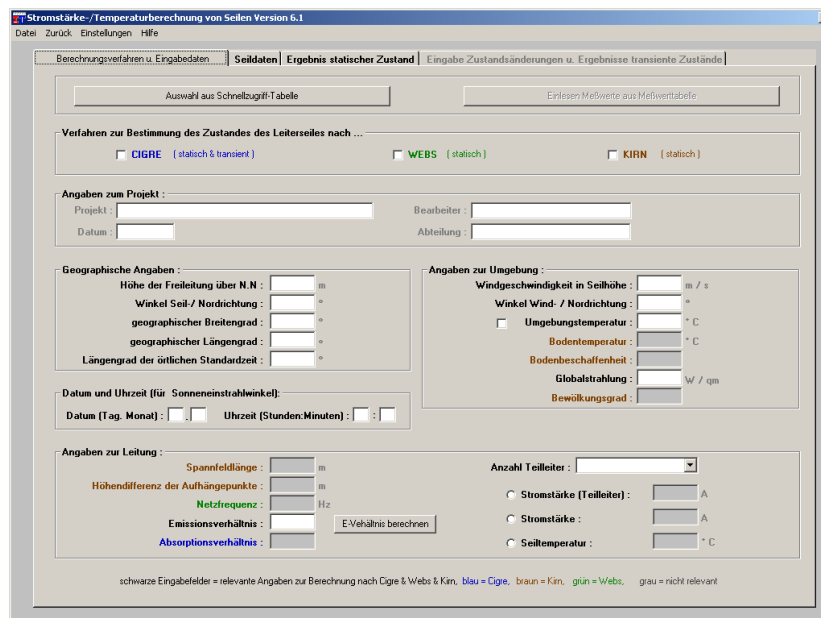 Stromstärke-/Temperaturberechnung von Seilen Version 6.1
Datei Zurück Einstellungen Hilfe
Berechnungsverfahren u. Eingabedaten Seildaten Ergebnis statischer Zustand Eingabe Zustandsänderungen u. Ergebnisse transiente Zustände
Auswahl aus Schnellzugriff-Tabelle Einlesen Meßwerte aus Meßwerttabelle
Verfahren zur Bestimmung des Zustandes des Leiterseiles nach ...
CIGRE ( statisch & transient ) WEBS ( statisch ) KIRN ( statisch )
Angaben zum Projekt :
Projekt : Bearbeiter :
Datum : Abteilung :
Geographische Angaben :
Höhe der Freileitung über N.N : m
Winkel Seil-/ Nordrichtung : °
geographischer Breitengrad : °
geographischer Längengrad : °
Längengrad der örtlichen Standardzeit : °
Angaben zur Umgebung :
Windgeschwindigkeit in Seilhöhe : m / s
Winkel Wind- / Nordrichtung : °
Umgebungstemperatur : ° C
Bodentemperatur : ° C
Bodenbeschaffenheit :
Globalstrahlung : W / qm
Bewölkungsgrad :
Datum und Uhrzeit (für Sonneneinstrahlwinkel):
Datum (Tag. Monat) : . Uhrzeit (Stunden:Minuten) : :
Angaben zur Leitung :
Spannfeldlänge : m
Höhendifferenz der Aufhängepunkte : m
Netzfrequenz : Hz
Emissionsverhältnis : E-Vehältnis berechnen
Absorptionsverhältnis :
Anzahl Teilleiter :
Stromstärke (Teilleiter) : A
Stromstärke : A
Seiltemperatur : ° C
schwarze Eingabefelder = relevante Angaben zur Berechnung nach Cigre & Webs & Kirn, blau = Cigre, braun = Kirn, grün = Webs, grau = nicht relevant